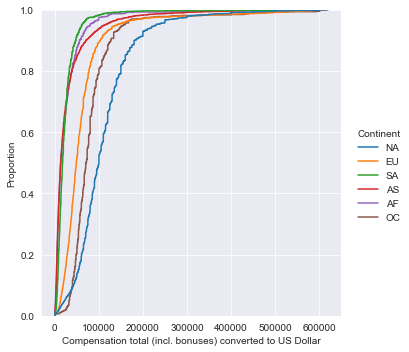 1.0
0.8
0.6
0.4
0.2
0.0
Proportion
0 100000 200000 300000 400000 500000 600000
Compensation total (incl. bonuses) converted to US Dollar
Continent
NA
EU
SA
AS
AF
OC